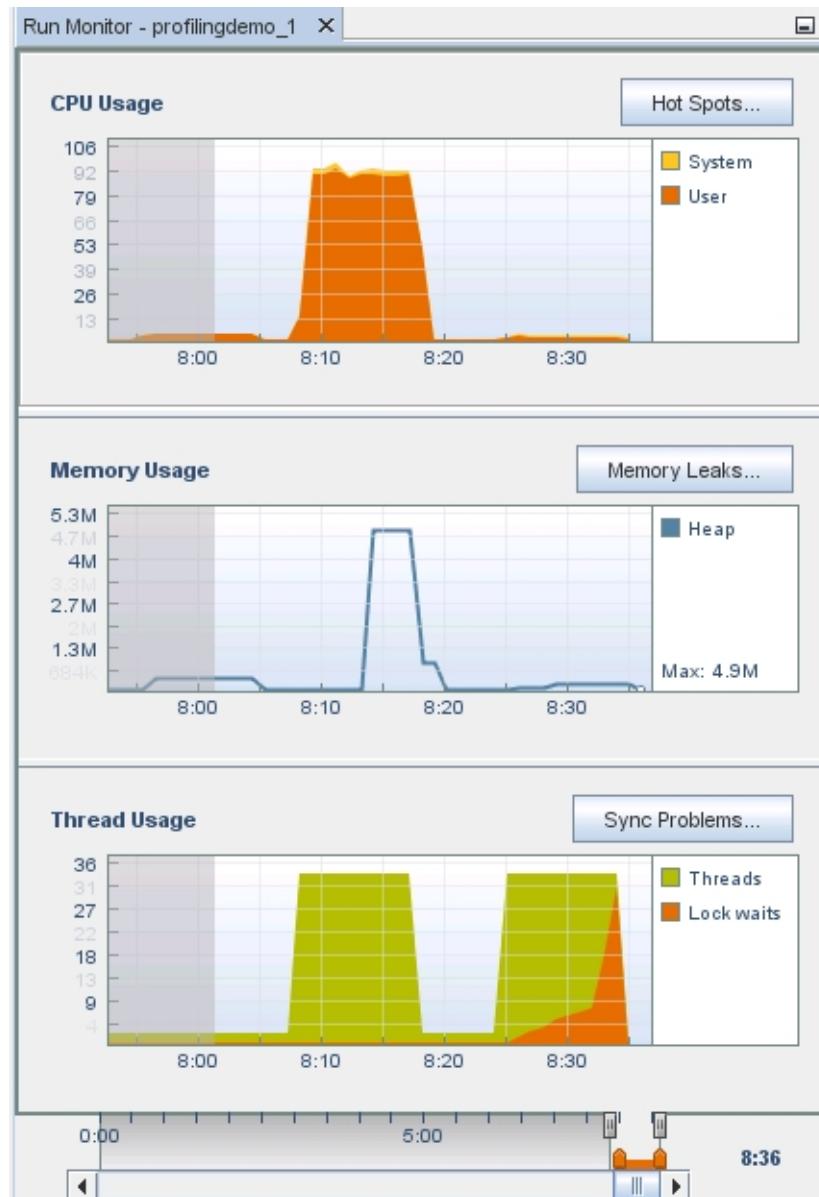 Run Monitor - profilingdemo_1
CPU Usage
Hot Spots...
106
92
79
66
53
39
26
13
System
User
8:00 8:10 8:20 8:30
Memory Usage
Memory Leaks...
5.3M
4.7M
4M
3.3M
2.7M
2M
1.3M
684K
Heap
Max: 4.9M
8:00 8:10 8:20 8:30
Thread Usage
Sync Problems...
36
31
27
22
18
13
9
4
Threads
Lock waits
8:00 8:10 8:20 8:30
0:00 5:00
8:36